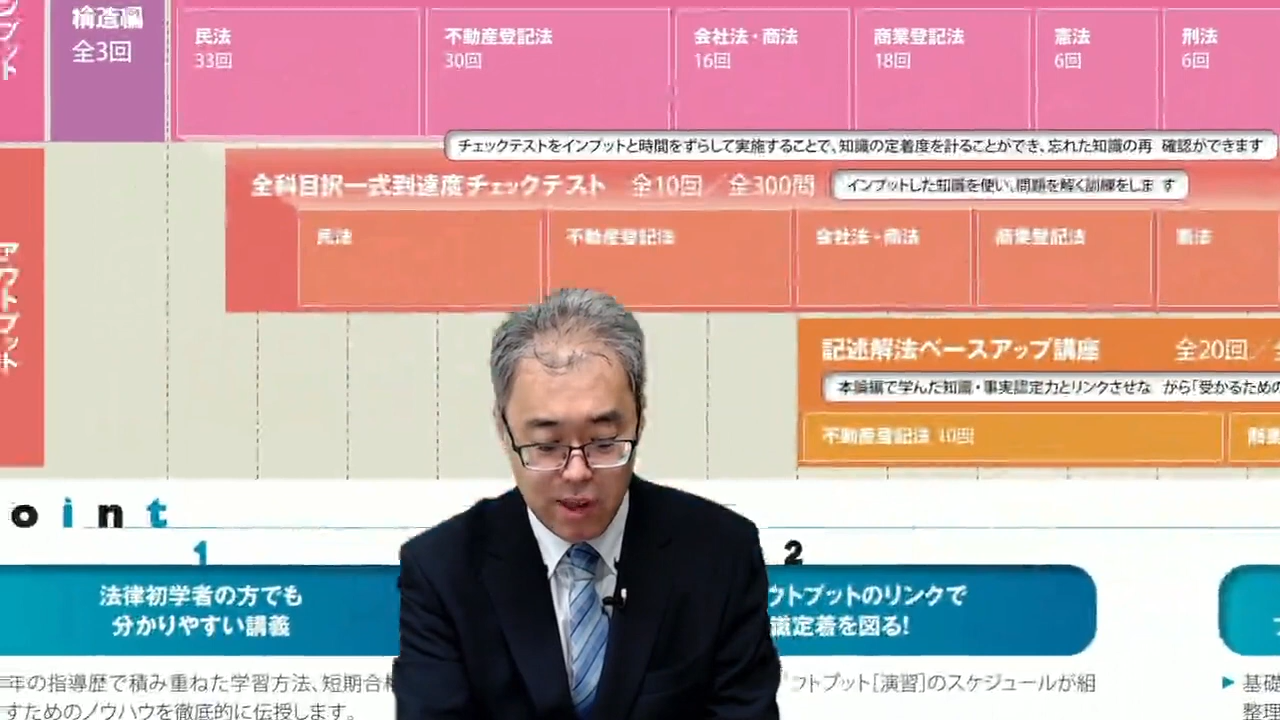 ンプット
構造編
全3回
民法
33回
不動産登記法
30回
会社法・商法
16回
商業登記法
18回
憲法
6回
刑法
6回
チェックテストをインプットと時間をずらして実施することで、知識の定着度を計ることができ、忘れた知識の再 確認ができます
全科目択一式到達度チェックテスト 全10回／全300問
インプットした知識を使い、問題を解く訓練をしま す
アウトプット
民法
不動産登記法
会社法・商法
商業登記法
憲法
記述解法ベースアップ講座 全20回／
本論編で学んだ知識・事実認定力とリンクさせな がら「受かるための
不動産登記法 10回
oint
1
法律初学者の方でも
分かりやすい講義
2
ウトプットのリンクで
識定着を図る!
年の指導歴で積み重ねた学習方法、短期合格
すためのノウハウを徹底的に伝授します。
フトプット[演習]のスケジュールが組
▶ 基礎
整理